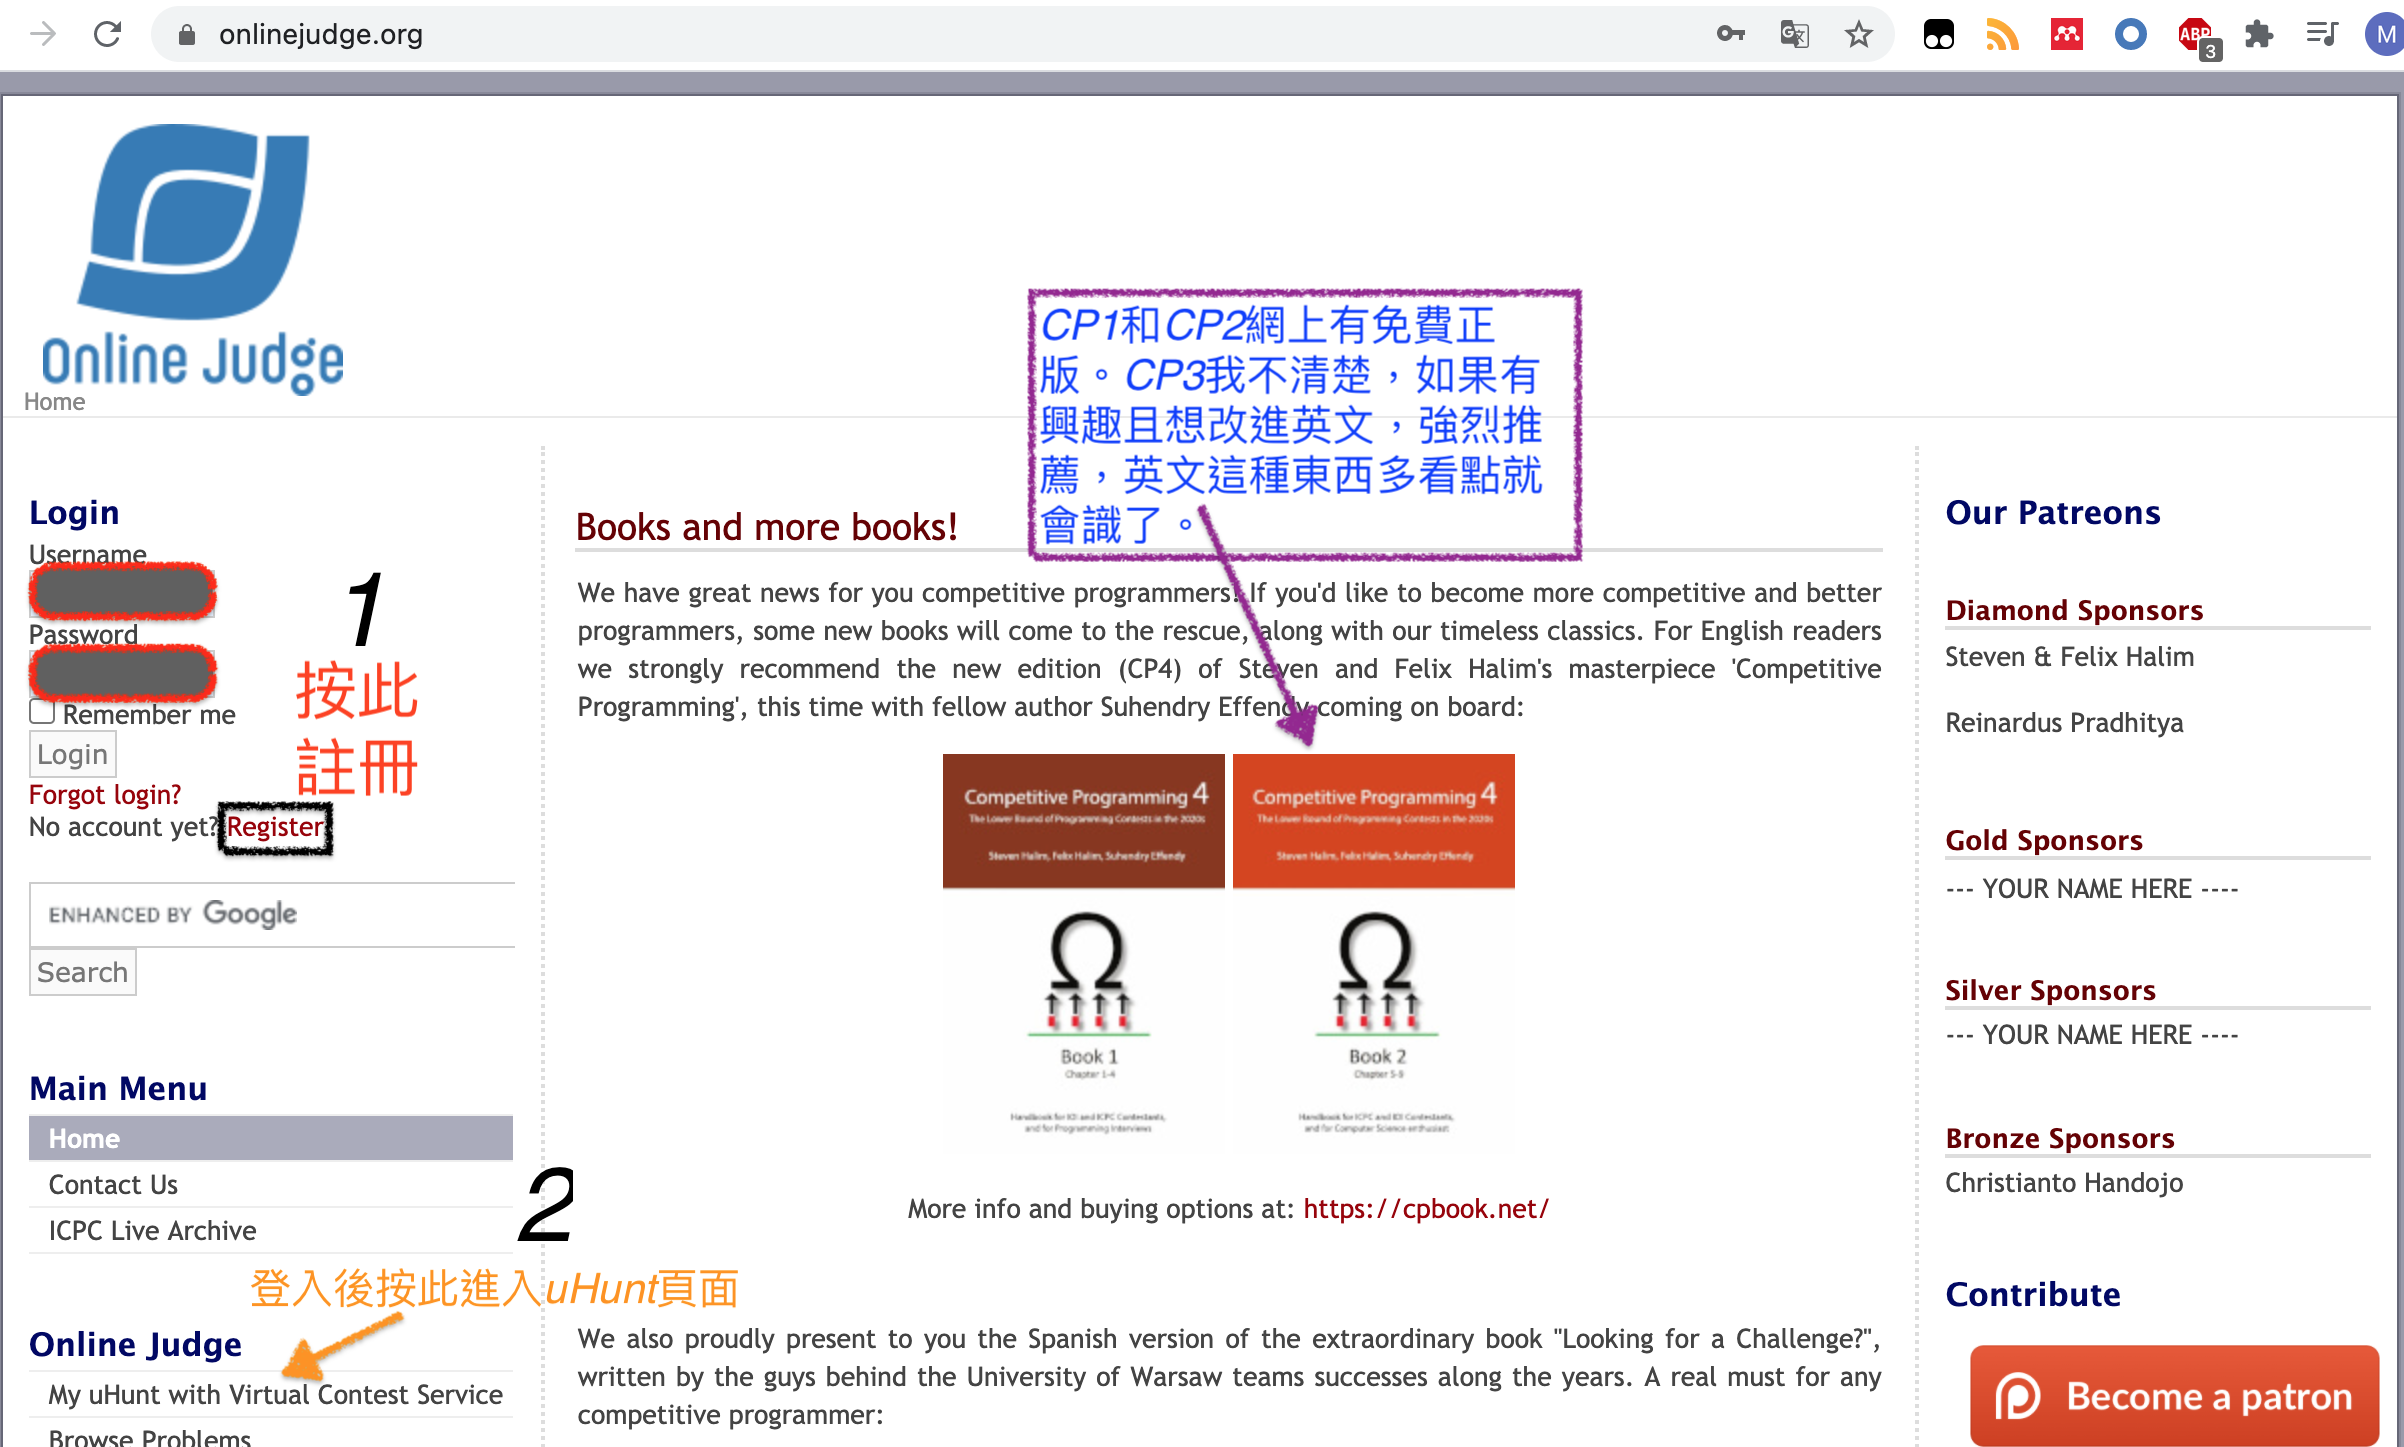 onlinejudge.org
ABP
3
M
Online Judge
Home
CP1和CP2網上有免費正
版。CP3我不清楚，如果有
興趣且想改進英文，強烈推
薦，英文這種東西多看點就
會識了。
Login
Username
Password
Remember me
Login
Forgot login?
No account yet? Register
1
按此
註冊
ENHANCED BY Google
Search
Main Menu
Home
Contact Us
ICPC Live Archive
2
登入後按此進入uHunt頁面
Online Judge
My uHunt with Virtual Contest Service
Browse Problems
Books and more books!
We have great news for you competitive programmers! If you'd like to become more competitive and better
programmers, some new books will come to the rescue, along with our timeless classics. For English readers
we strongly recommend the new edition (CP4) of Steven and Felix Halim's masterpiece 'Competitive
Programming', this time with fellow author Suhendry Effendy coming on board:
Competitive Programming 4
The Lower Bound of Programming Contests in the 2020s
Steven Halim, Felix Halim, Suhendry Effendy
Book 1
Chapter 1-4
Handbook for IOI and ICPC Contestants,
and for Programming Interviews
Competitive Programming 4
The Lower Bound of Programming Contests in the 2020s
Steven Halim, Felix Halim, Suhendry Effendy
Book 2
Chapter 5-9
Handbook for ICPC and IOI Contestants,
and for Computer Science enthusiast
More info and buying options at: https://cpbook.net/
We also proudly present to you the Spanish version of the extraordinary book "Looking for a Challenge?",
written by the guys behind the University of Warsaw teams successes along the years. A real must for any
competitive programmer:
Our Patreons
Diamond Sponsors
Steven & Felix Halim
Reinardus Pradhitya
Gold Sponsors
--- YOUR NAME HERE ----
Silver Sponsors
--- YOUR NAME HERE ----
Bronze Sponsors
Christianto Handojo
Contribute
Become a patron